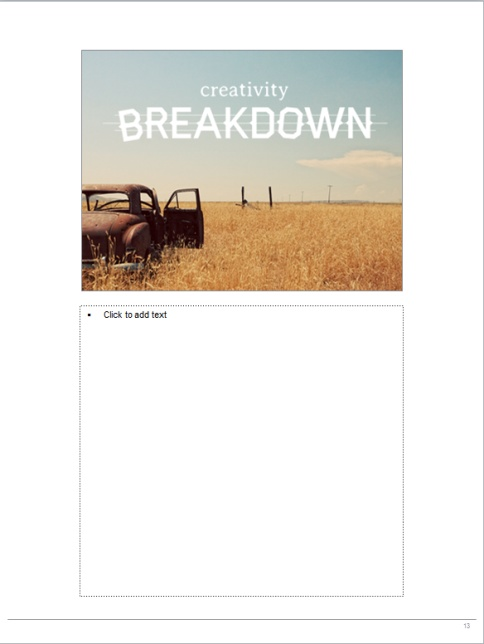 creativity
BREAKDOWN
• Click to add text
13